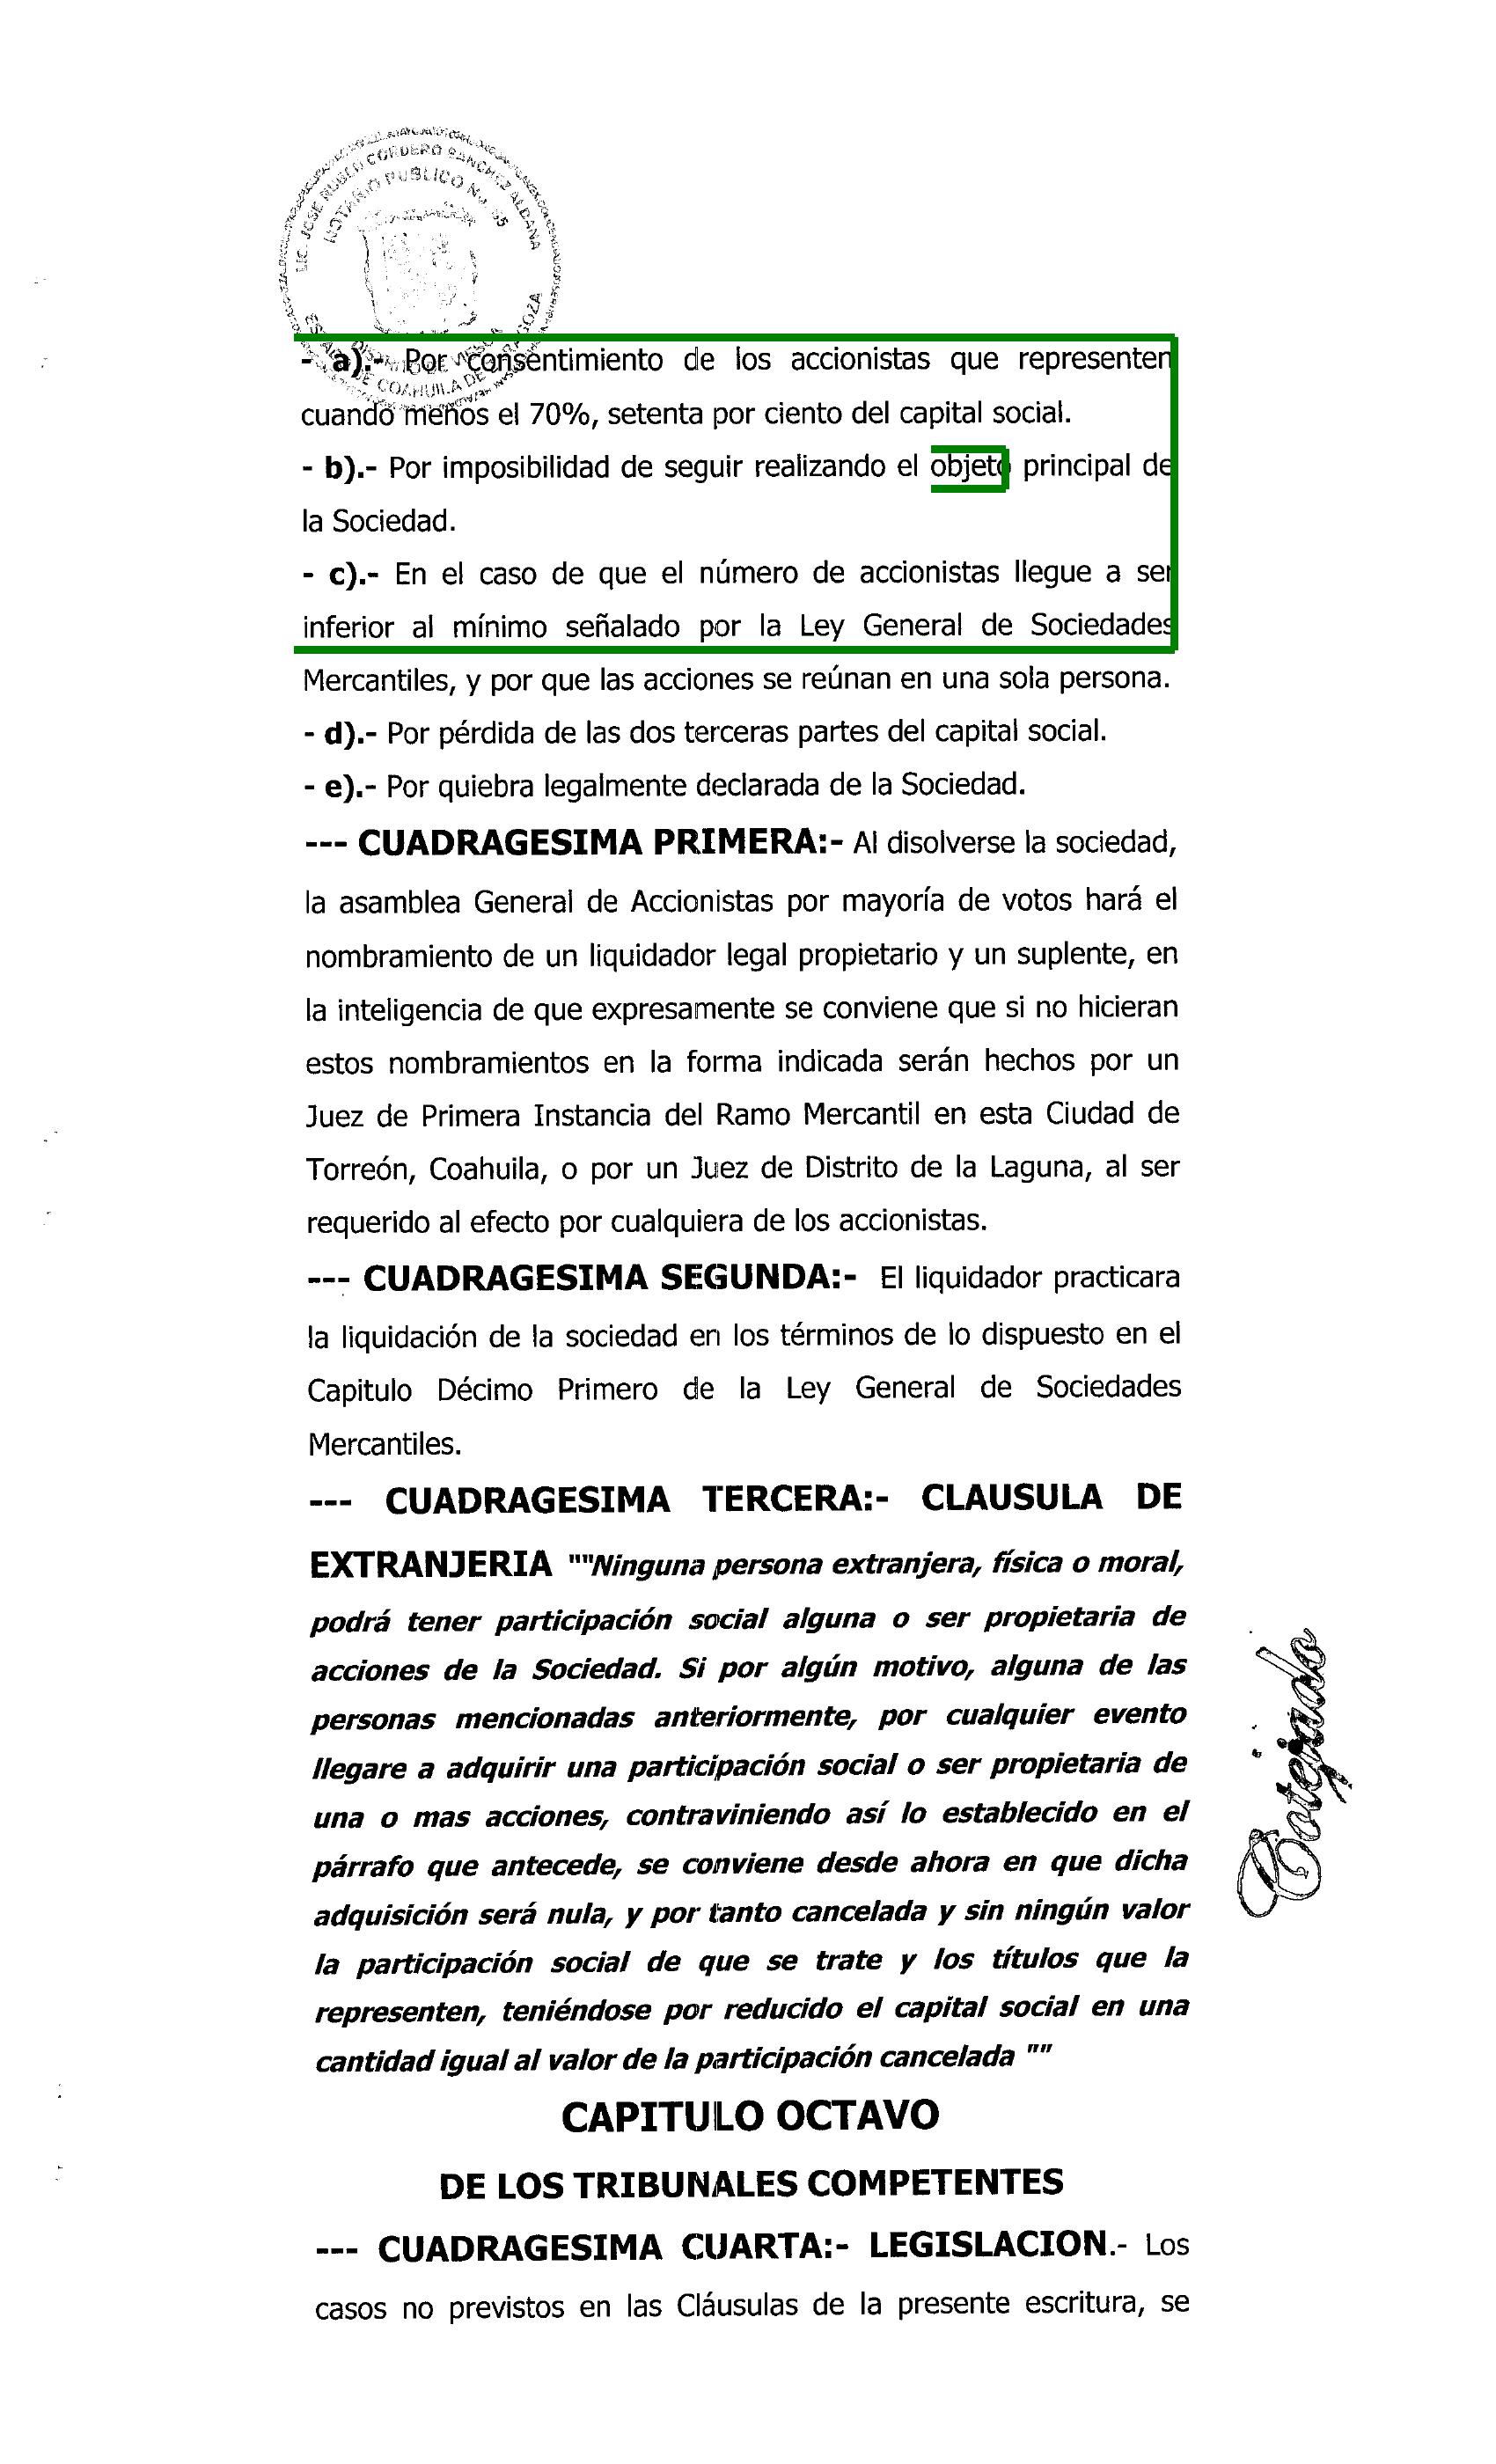 LIC. JOSE RUBEN CORDERO SANCHEZ ALDANA
NOTARIO PUBLICO No.
- a).- Por consentimiento de los accionistas que representen
cuando menos el 70%, setenta por ciento del capital social.
- b).- Por imposibilidad de seguir realizando el objeto principal de
la Sociedad.
- c).- En el caso de que el número de accionistas llegue a ser
inferior al mínimo señalado por la Ley General de Sociedades
Mercantiles, y por que las acciones se reúnan en una sola persona.
- d).- Por pérdida de las dos terceras partes del capital social.
- e).- Por quiebra legalmente declarada de la Sociedad.
--- CUADRAGESIMA PRIMERA:- Al disolverse la sociedad,
la asamblea General de Accionistas por mayoría de votos hará el
nombramiento de un liquidador legal propietario y un suplente, en
la inteligencia de que expresamente se conviene que si no hicieran
estos nombramientos en la forma indicada serán hechos por un
Juez de Primera Instancia del Ramo Mercantil en esta Ciudad de
Torreón, Coahuila, o por un Juez de Distrito de la Laguna, al ser
requerido al efecto por cualquiera de los accionistas.
--- CUADRAGESIMA SEGUNDA:- El liquidador practicara
la liquidación de la sociedad en los términos de lo dispuesto en el
Capitulo Décimo Primero de la Ley General de Sociedades
Mercantiles.
--- CUADRAGESIMA TERCERA:- CLAUSULA DE
EXTRANJERIA ""Ninguna persona extranjera, física o moral,
podrá tener participación social alguna o ser propietaria de
acciones de la Sociedad. Si por algún motivo, alguna de las
personas mencionadas anteriormente, por cualquier evento
llegare a adquirir una participación social o ser propietaria de
una o mas acciones, contraviniendo así lo establecido en el
párrafo que antecede, se conviene desde ahora en que dicha
adquisición será nula, y por tanto cancelada y sin ningún valor
la participación social de que se trate y los títulos que la
representen, teniéndose por reducido el capital social en una
cantidad igual al valor de la participación cancelada ""
Cotejado
CAPITULO OCTAVO
DE LOS TRIBUNALES COMPETENTES
--- CUADRAGESIMA CUARTA:- LEGISLACION.- Los
casos no previstos en las Cláusulas de la presente escritura, se